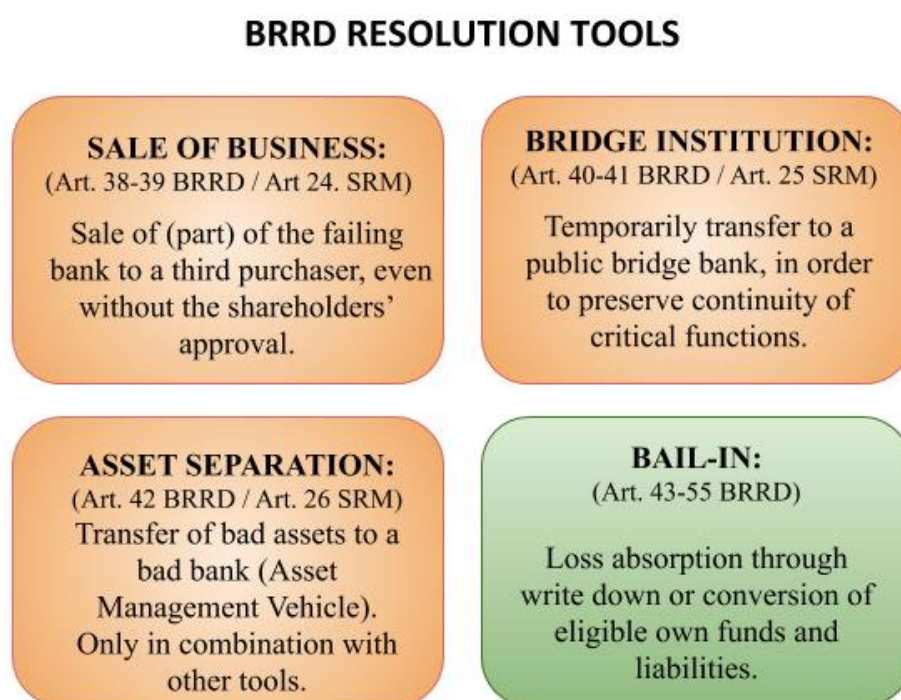 BRRD RESOLUTION TOOLS
SALE OF BUSINESS:
(Art. 38-39 BRRD / Art 24. SRM)
Sale of (part) of the failing
bank to a third purchaser, even
without the shareholders’
approval.
BRIDGE INSTITUTION:
(Art. 40-41 BRRD / Art. 25 SRM)
Temporarily transfer to a
public bridge bank, in order
to preserve continuity of
critical functions.
ASSET SEPARATION:
(Art. 42 BRRD / Art. 26 SRM)
Transfer of bad assets to a
bad bank (Asset
Management Vehicle).
Only in combination with
other tools.
BAIL-IN:
(Art. 43-55 BRRD)
Loss absorption through
write down or conversion of
eligible own funds and
liabilities.